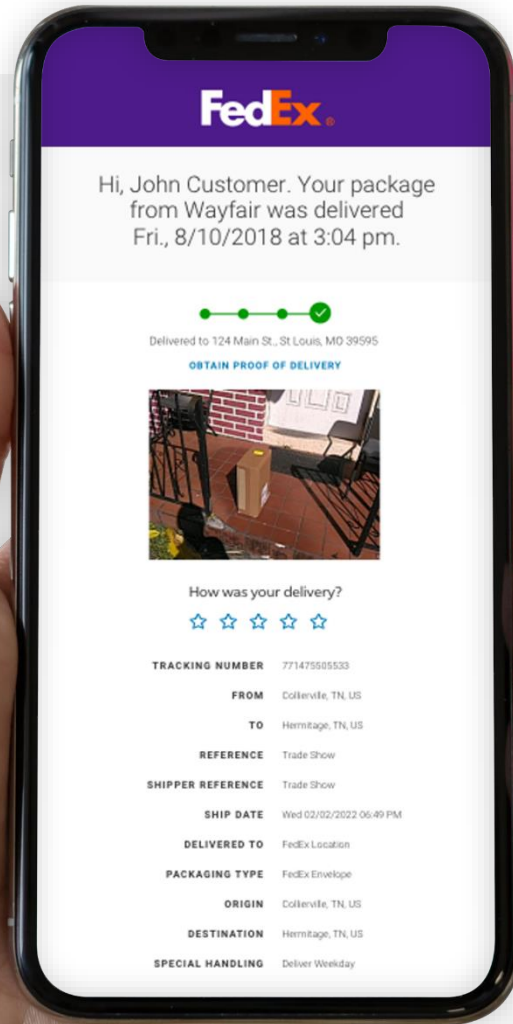 FedEx®
Hi, John Customer. Your package
from Wayfair was delivered
Fri., 8/10/2018 at 3:04 pm.
Delivered to 124 Main St., St Louis, MO 39595
OBTAIN PROOF OF DELIVERY
How was your delivery?
TRACKING NUMBER 771475505533
FROM Collierville, TN, US
TO Hermitage, TN, US
REFERENCE Trade Show
SHIPPER REFERENCE Trade Show
SHIP DATE Wed 02/02/2022 06:49 PM
DELIVERED TO FedEx Location
PACKAGING TYPE FedEx Envelope
ORIGIN Collierville, TN, US
DESTINATION Hermitage, TN, US
SPECIAL HANDLING Deliver Weekday